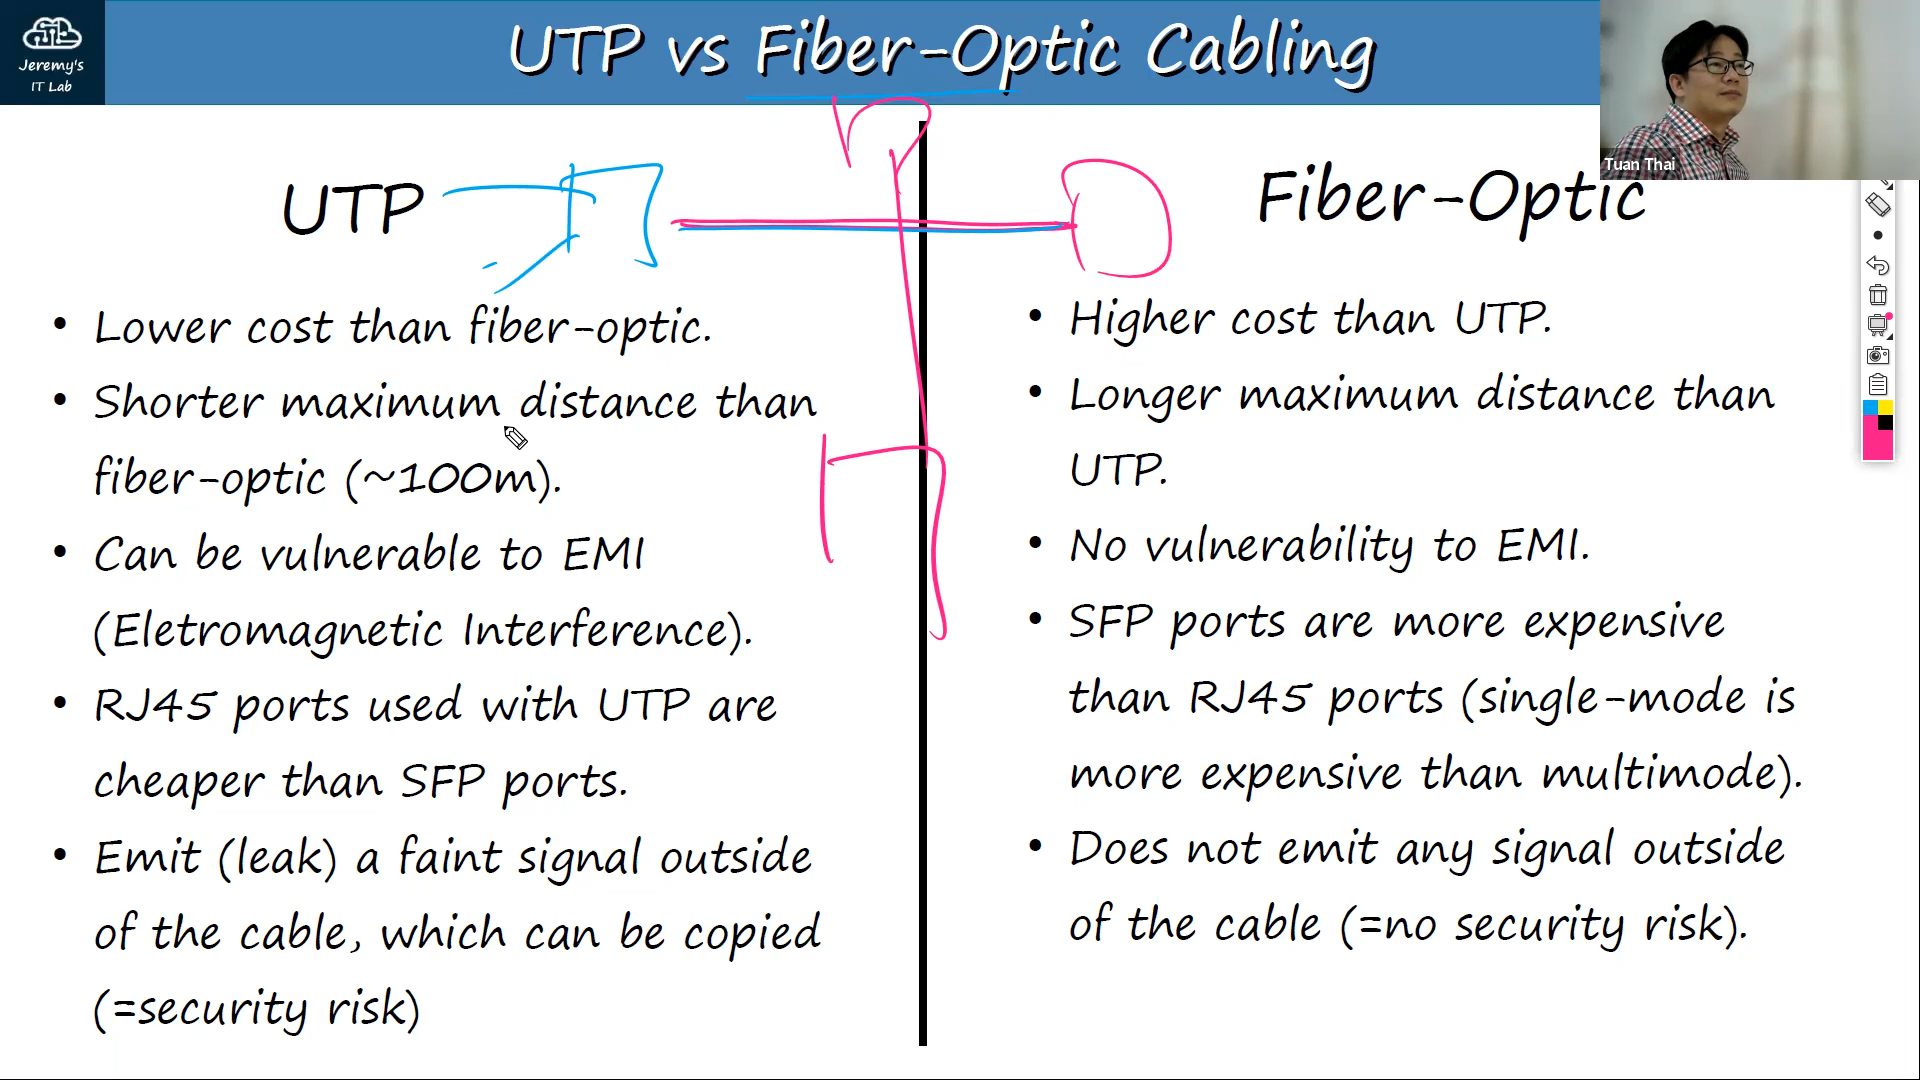 Jeremy's
IT Lab
UTP vs Fiber-Optic Cabling
Tuan Thai
UTP
• Lower cost than fiber-optic.
• Shorter maximum distance than
fiber-optic (~100m).
• Can be vulnerable to EMI
(Eletromagnetic Interference).
• RJ45 ports used with UTP are
cheaper than SFP ports.
• Emit (leak) a faint signal outside
of the cable, which can be copied
(=security risk)
Fiber-Optic
• Higher cost than UTP.
• Longer maximum distance than
UTP.
• No vulnerability to EMI.
• SFP ports are more expensive
than RJ45 ports (single-mode is
more expensive than multimode).
• Does not emit any signal outside
of the cable (=no security risk).